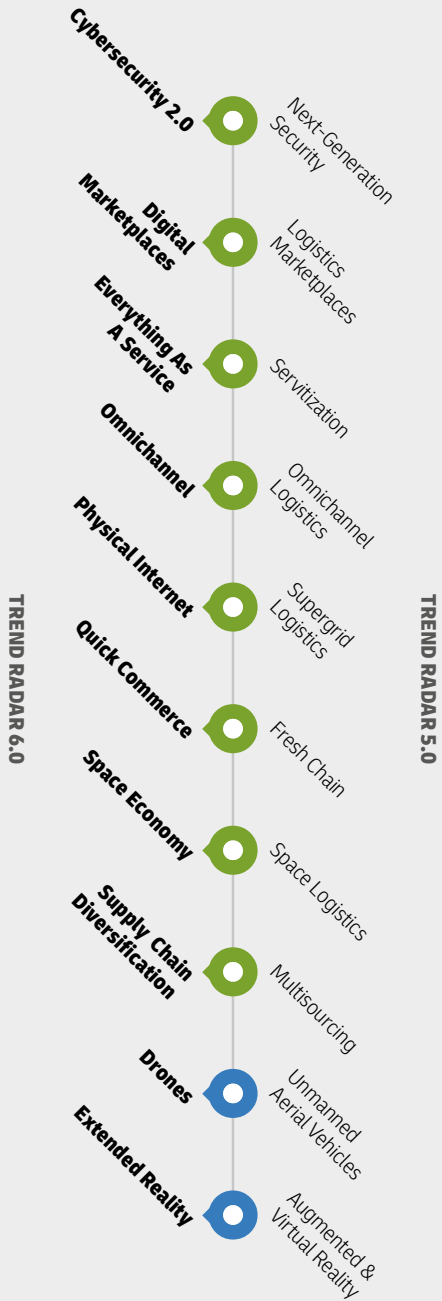 TREND RADAR 6.0
TREND RADAR 5.0
Cybersecurity 2.0
Next-Generation
Security
Digital
Marketplaces
Logistics
Marketplaces
Everything As
A Service
Servitization
Omnichannel
Omnichannel
Logistics
Physical Internet
Supergrid
Logistics
Quick Commerce
Fresh Chain
Space Economy
Space Logistics
Supply Chain
Diversification
Multisourcing
Drones
Unmanned
Aerial Vehicles
Extended Reality
Augmented &
Virtual Reality